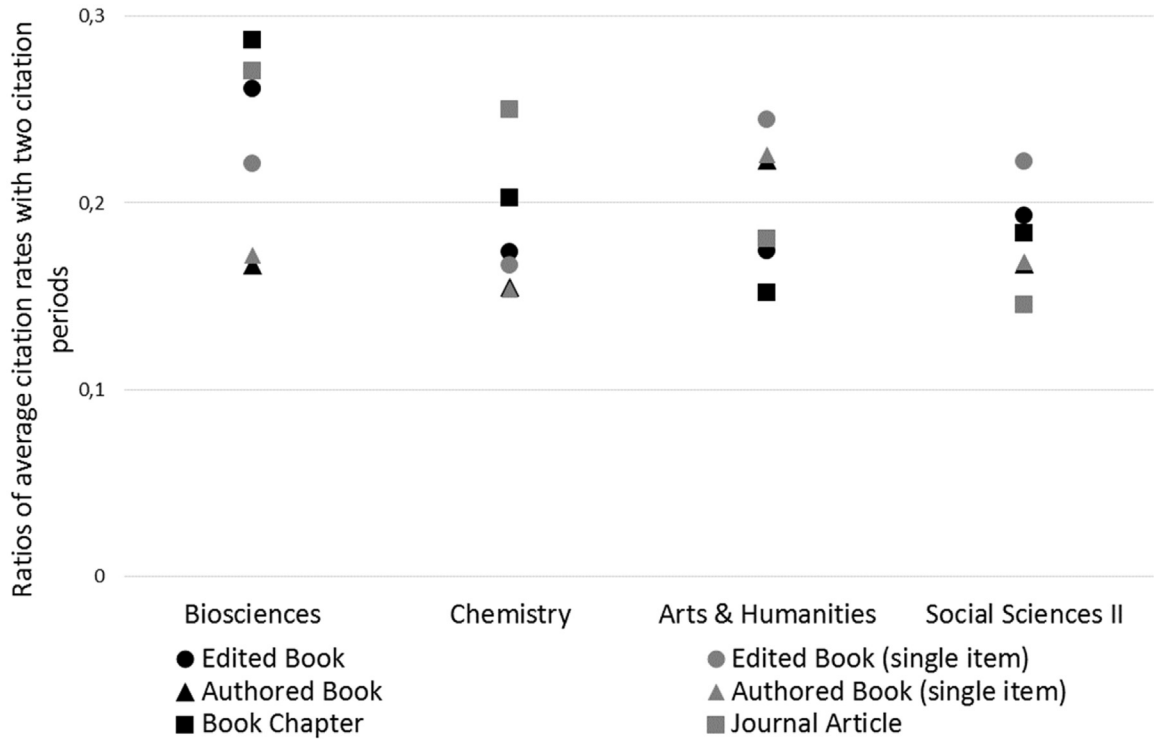 Ratios of average citation rates with two citation
periods
0,3
0,2
0,1
0
Biosciences Chemistry Arts & Humanities Social Sciences II
Edited Book Edited Book (single item)
Authored Book Authored Book (single item)
Book Chapter Journal Article